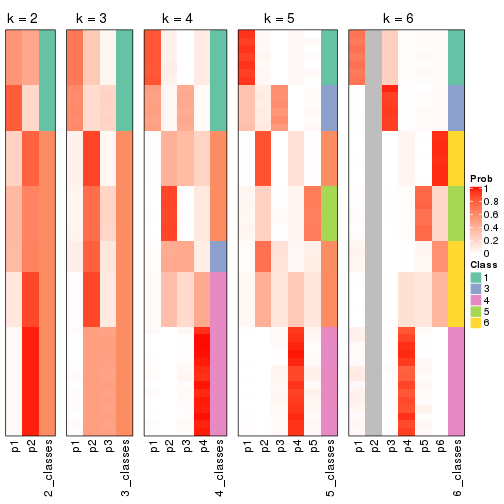 k = 2
k = 3
k = 4
k = 5
k = 6
Prob
1
0.8
0.6
0.4
0.2
0
Class
1
3
4
5
6
p1
p2
2_classes
p1
p2
p3
3_classes
p1
p2
p3
p4
4_classes
p1
p2
p3
p4
p5
5_classes
p1
p2
p3
p4
p5
p6
6_classes